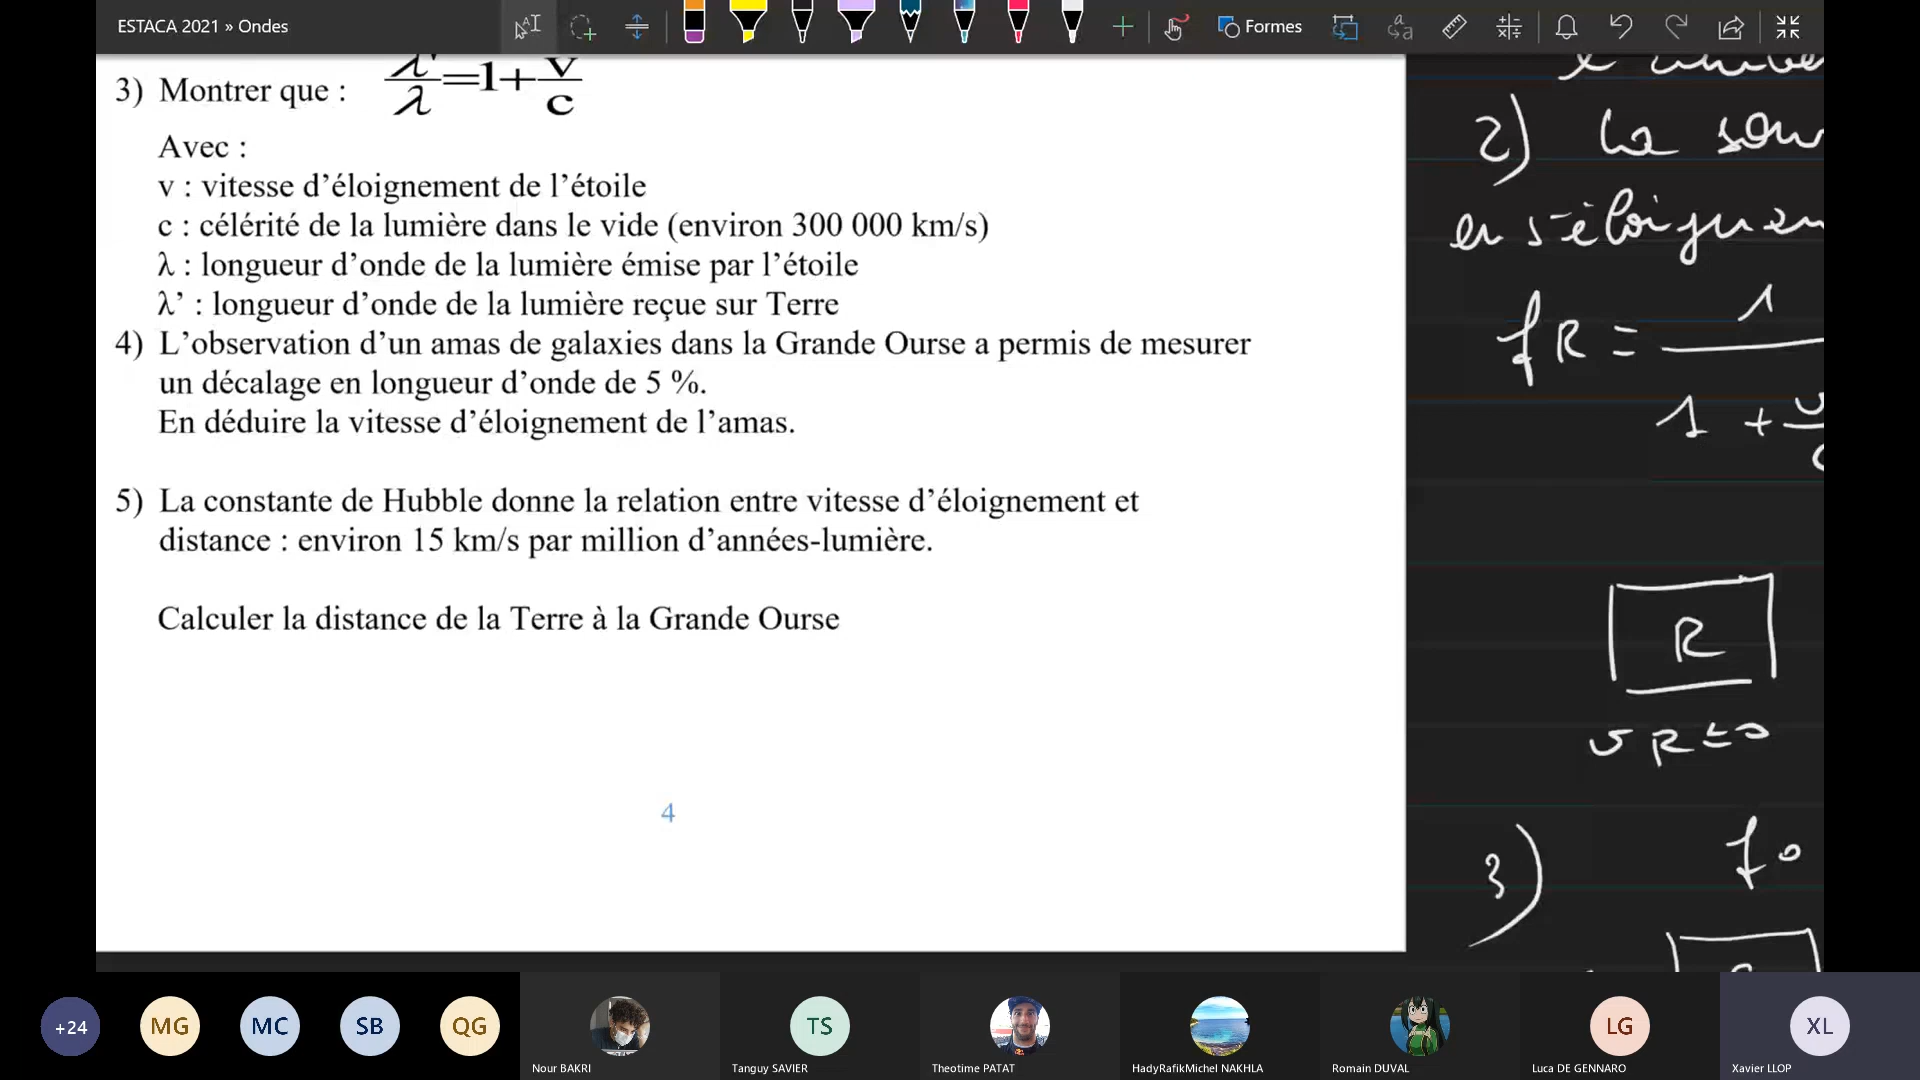 ESTACA 2021 » Ondes
Formes
3) Montrer que : λ'/λ=1+v/c
Avec :
v : vitesse d'éloignement de l'étoile
c : célérité de la lumière dans le vide (environ 300 000 km/s)
λ : longueur d'onde de la lumière émise par l'étoile
λ' : longueur d'onde de la lumière reçue sur Terre
4) L'observation d'un amas de galaxies dans la Grande Ourse a permis de mesurer
un décalage en longueur d'onde de 5 %.
En déduire la vitesse d'éloignement de l'amas.
5) La constante de Hubble donne la relation entre vitesse d'éloignement et
distance : environ 15 km/s par million d'années-lumière.
Calculer la distance de la Terre à la Grande Ourse
4
2) La sou
en s'éloignen
fR = 1
1 + v
R
vR = 0
3) f0
+24
MG
MC
SB
QG
Nour BAKRI
TS
Tanguy SAVIER
Theotime PATAT
HadyRafikMichel NAKHLA
Romain DUVAL
LG
Luca DE GENNARO
XL
Xavier LLOP